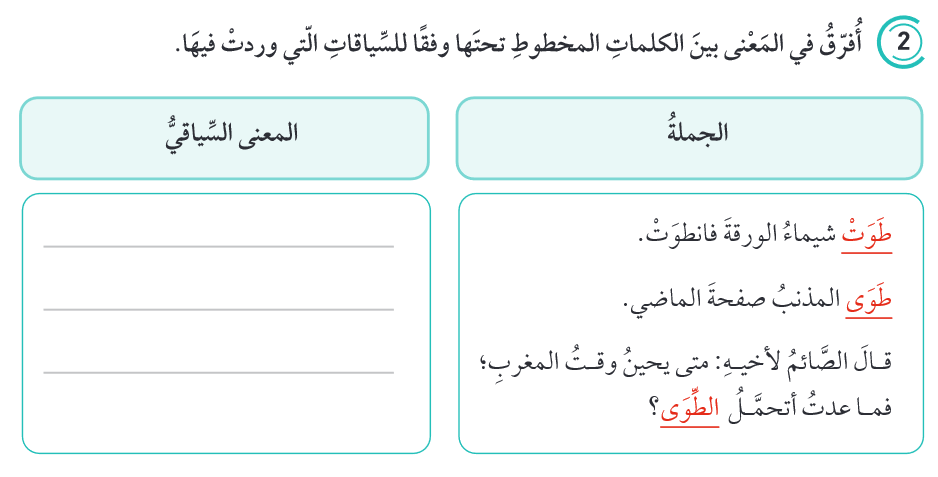 2 أُفرّقُ في المَعْنى بينَ الكلماتِ المخطوطِ تحتَها وفقًا للسِّياقاتِ الّتي وردتْ فيهَا.
الجملةُ
المعنى السِّياقيُّ
طَوَتْ شيماءُ الورقةَ فانطوَتْ.
طَوَى المذنبُ صفحةَ الماضي.
قالَ الصَّائمُ لأخيهِ: متى يحينُ وقتُ المغربِ؛
فما عدتُ أتحمَّلُ الطِّوَى؟